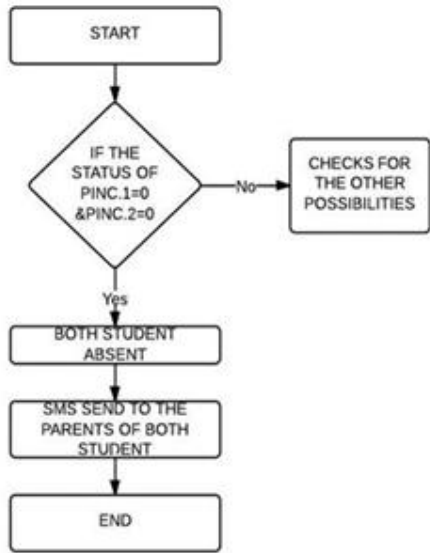 START
IF THE
STATUS OF
PINC.1=0
&PINC.2=0
No
CHECKS FOR
THE OTHER
POSSIBILITIES
Yes
BOTH STUDENT
ABSENT
SMS SEND TO THE
PARENTS OF BOTH
STUDENT
END